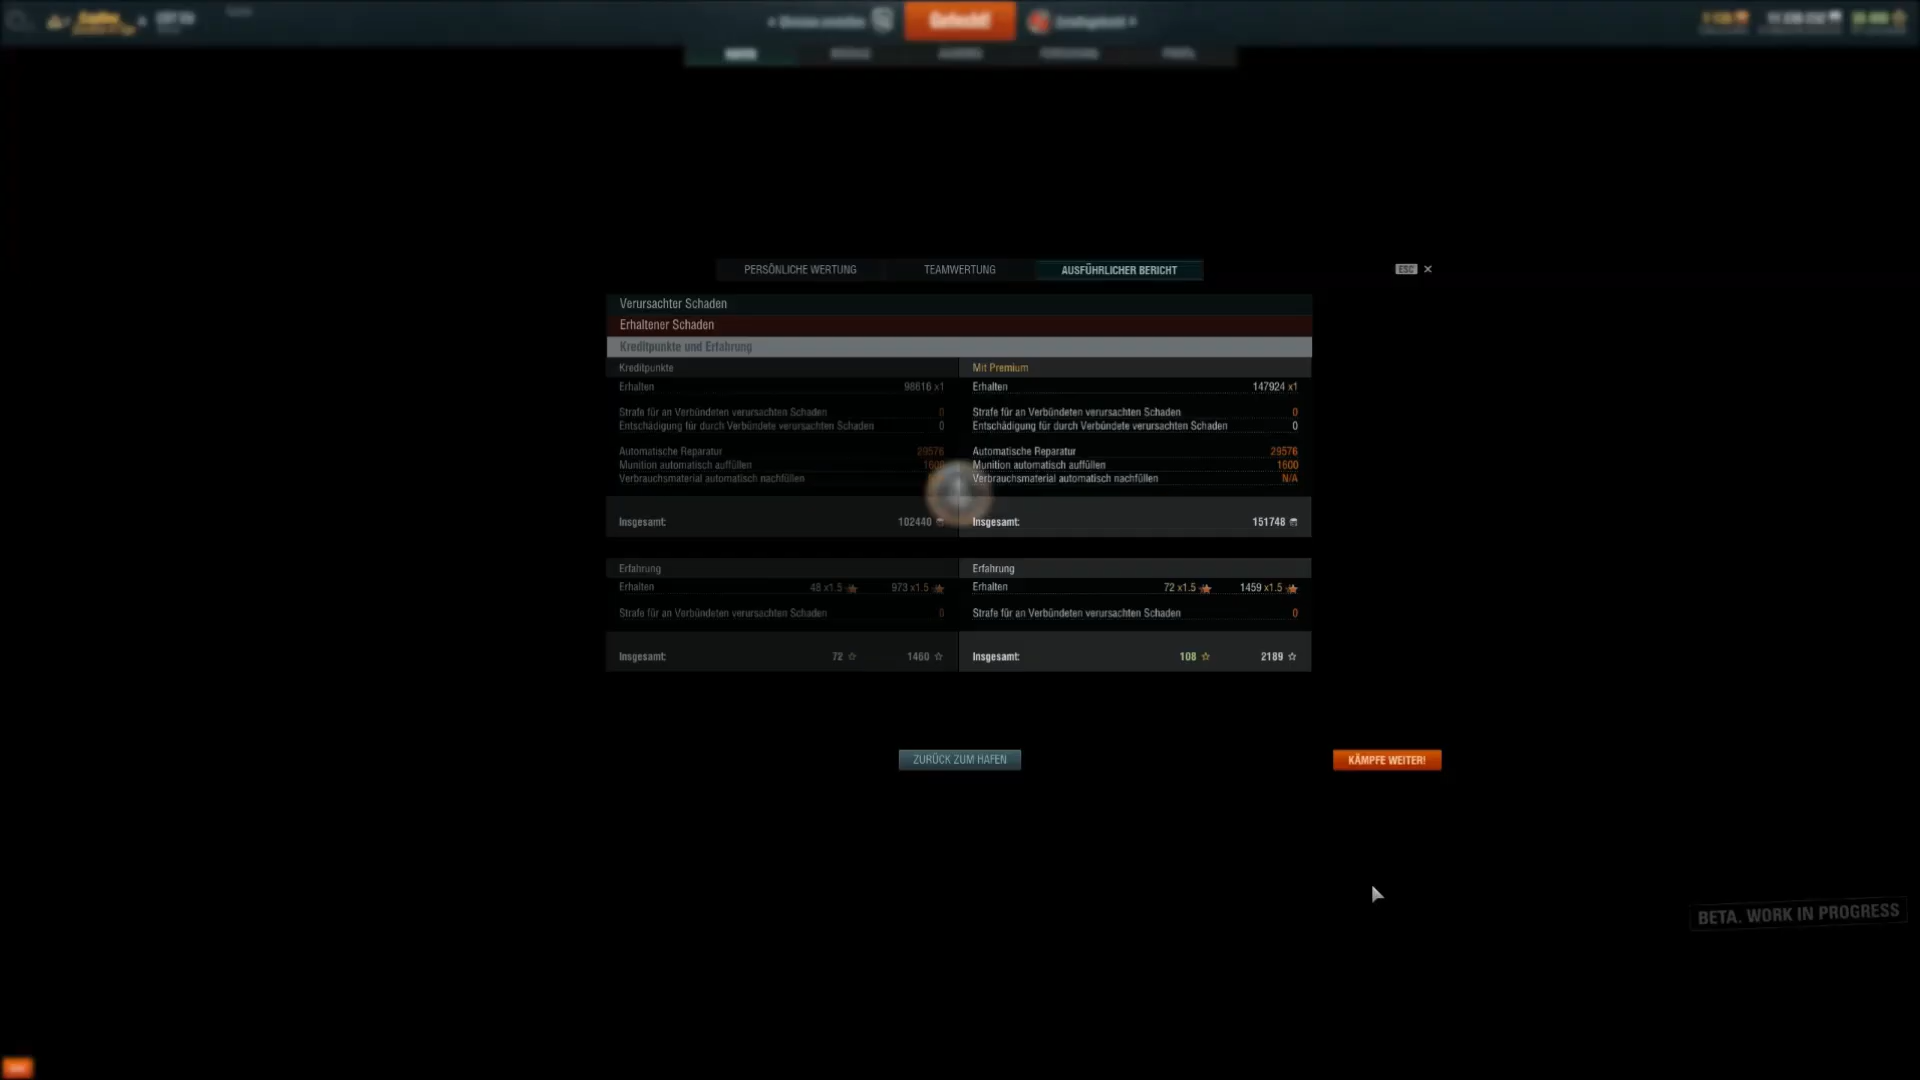 Gefecht!
PERSÖNLICHE WERTUNG TEAMWERTUNG AUSFÜHRLICHER BERICHT ESC ×
Verursachter Schaden
Erhaltener Schaden
Kreditpunkte und Erfahrung
Kreditpunkte Mit Premium
Erhalten 98616 x1 Erhalten 147924 x1
Strafe für an Verbündeten verursachten Schaden 0 Strafe für an Verbündeten verursachten Schaden 0
Entschädigung für durch Verbündete verursachten Schaden 0 Entschädigung für durch Verbündete verursachten Schaden 0
Automatische Reparatur 29576 Automatische Reparatur 29576
Munition automatisch auffüllen 1600 Munition automatisch auffüllen 1600
Verbrauchsmaterial automatisch nachfüllen Verbrauchsmaterial automatisch nachfüllen N/A
Insgesamt: 102440 Insgesamt: 151748
Erfahrung Erfahrung
Erhalten 48 x1.5 973 x1.5 Erhalten 72 x1.5 1459 x1.5
Strafe für an Verbündeten verursachten Schaden 0 Strafe für an Verbündeten verursachten Schaden 0
Insgesamt: 72 1460 Insgesamt: 108 2189
ZURÜCK ZUM HAFEN KÄMPFE WEITER!
BETA. WORK IN PROGRESS